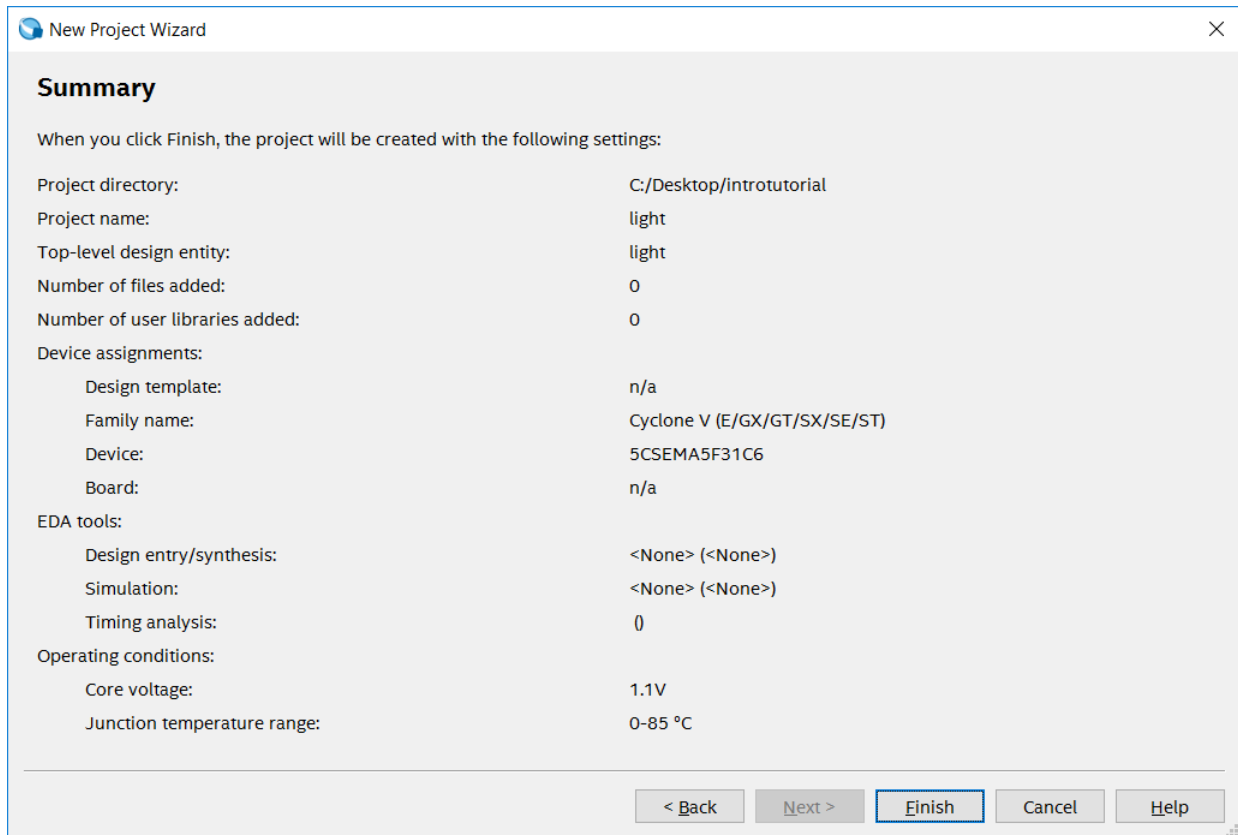 New Project Wizard
Summary
When you click Finish, the project will be created with the following settings:
Project directory: C:/Desktop/introtutorial
Project name: light
Top-level design entity: light
Number of files added: 0
Number of user libraries added: 0
Device assignments:
Design template: n/a
Family name: Cyclone V (E/GX/GT/SX/SE/ST)
Device: 5CSEMA5F31C6
Board: n/a
EDA tools:
Design entry/synthesis: <None> (<None>)
Simulation: <None> (<None>)
Timing analysis: ()
Operating conditions:
Core voltage: 1.1V
Junction temperature range: 0-85 °C
< Back Next > Finish Cancel Help